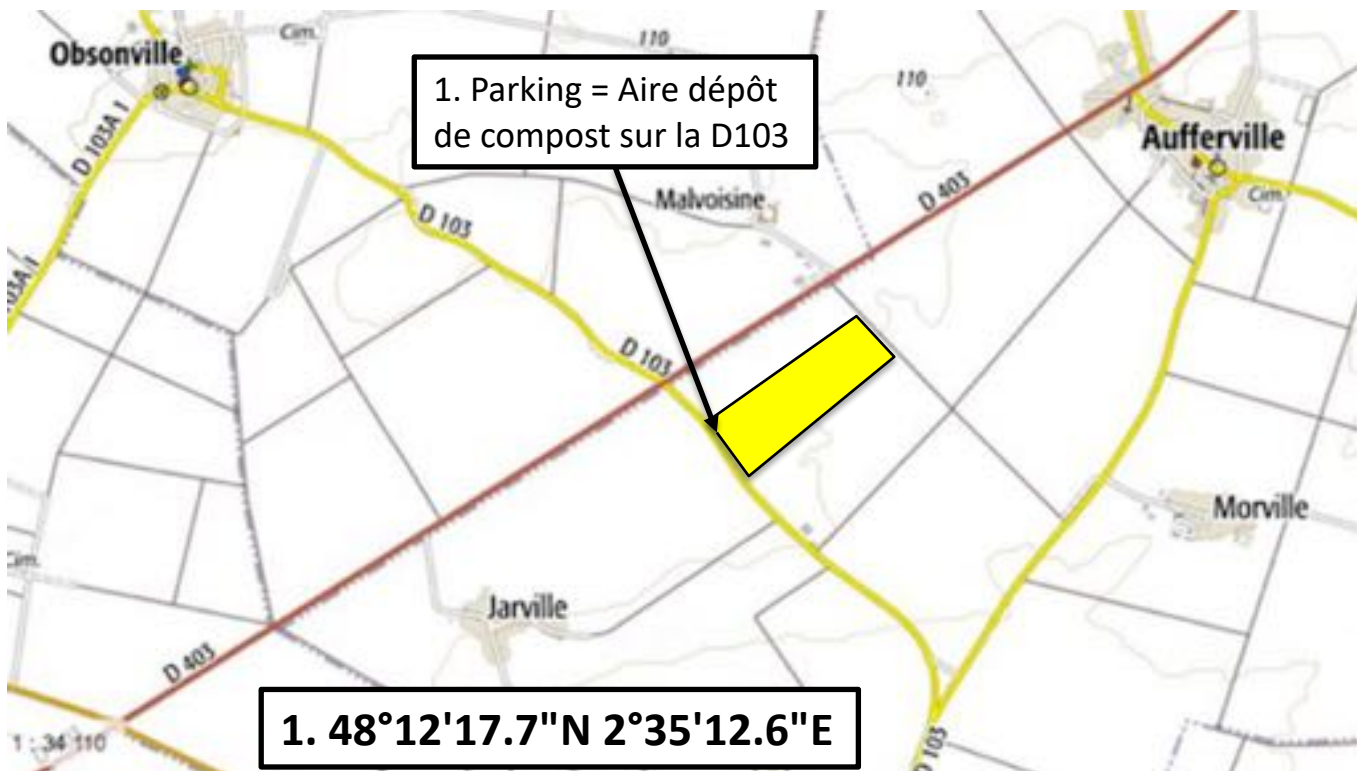 Obsonville
Cim.
110
1. Parking = Aire dépôt
de compost sur la D103
110
Aufferville
D 103A 1
Malvoisine
D 403
Cim.
D 103
D 103
Morville
Cim.
Jarville
D 403
1. 48°12'17.7"N 2°35'12.6"E
1 : 34 110
D 103